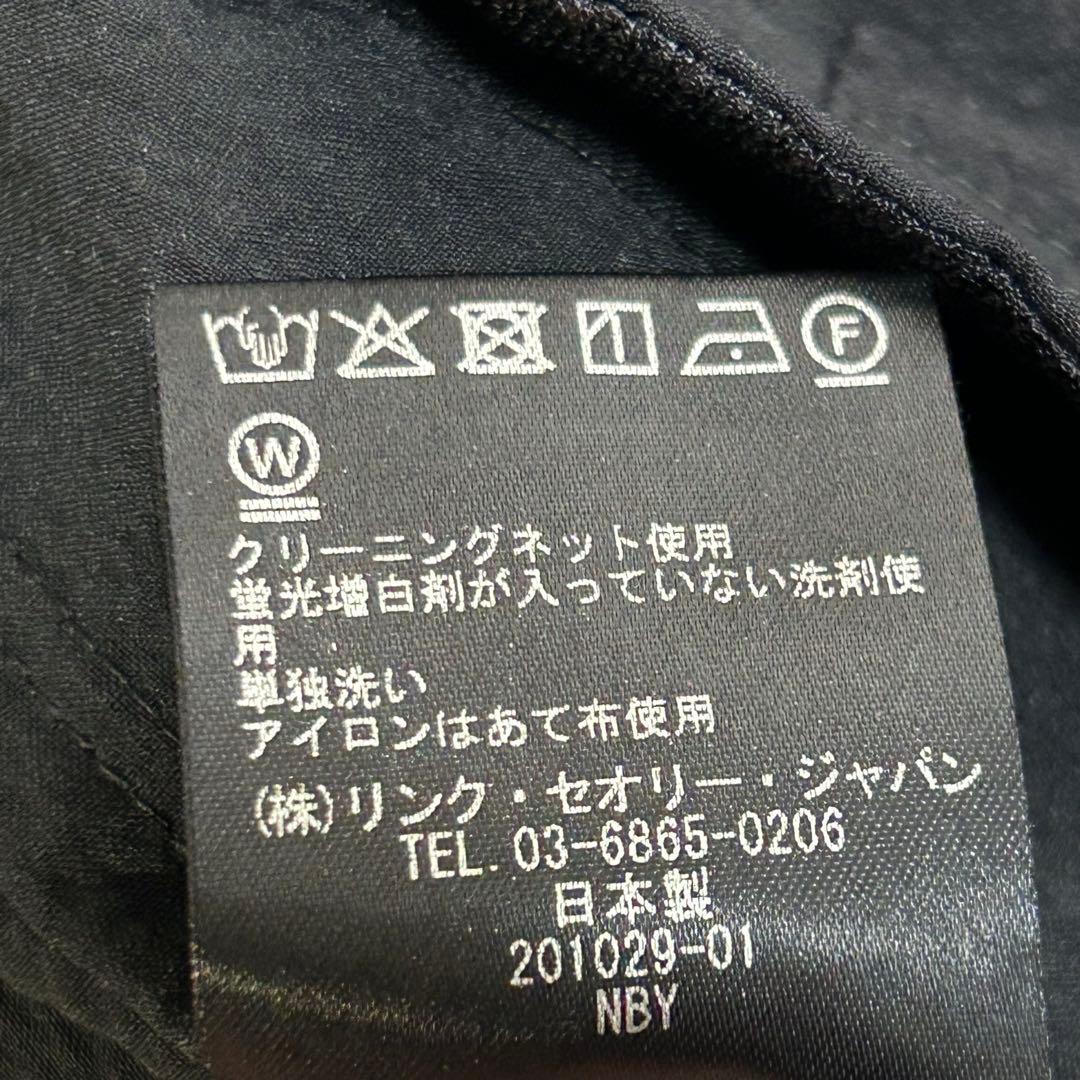 F
W
クリーニングネット使用
蛍光増白剤が入っていない洗剤使
用
単独洗い
アイロンはあて布使用
(株)リンク・セオリー・ジャパン
TEL. 03-6865-0206
日本製
201029-01
NBY